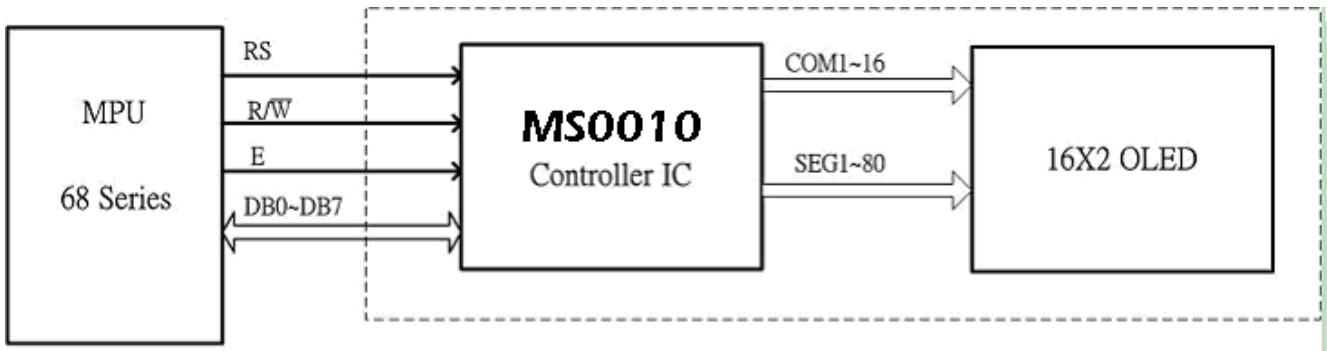 MPU
68 Series
RS
R/W̅
E
DB0~DB7
MS0010
Controller IC
COM1~16
SEG1~80
16X2 OLED